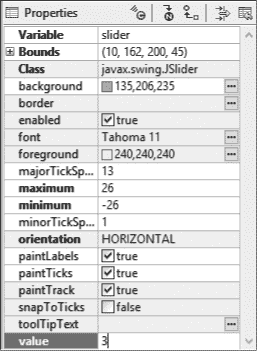 Properties
Variable slider
Bounds (10, 162, 200, 45)
Class javax.swing.JSlider
background 135,206,235
border
enabled true
font Tahoma 11
foreground 240,240,240
majorTickSp... 13
maximum 26
minimum -26
minorTickSp... 1
orientation HORIZONTAL
paintLabels true
paintTicks true
paintTrack true
snapToTicks false
toolTipText
value 3